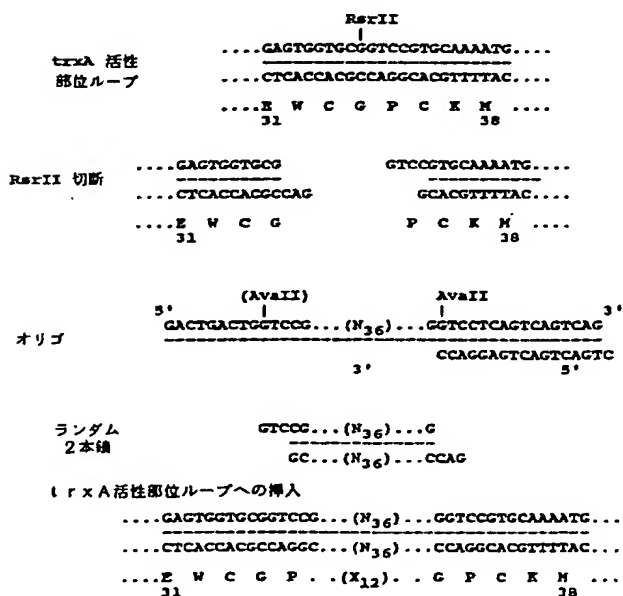 RsrII
trxA 活性
部位ループ
....GAGTGGTGCGGTCCGTGCAAAATG....
....CTCACCACGCCAGGCACGTTTTAC....
....E W C G P C K M....
31 38
RsrII 切断
....GAGTGGTGCG GTCCGTGCAAAATG....
....CTCACCACGCCAG GCACGTTTTAC....
....E W C G P C K M....
31 38
(AvaII) AvaII
5' 3'
オリゴ
GACTGACTGGTCCG...(N36)...GGTCCTCAGTCAGTCAG
CCAGGAGTCAGTCAGTC
3' 5'
ランダム
2本鎖
GTCCG...(N36)...G
GC...(N36)...CCAG
trxA活性部位ループへの挿入
....GAGTGGTGCGGTCCG...(N36)...GGTCCGTGCAAAATG...
....CTCACCACGCCAGGC...(N36)...CCAGGCACGTTTTAC...
....E W C G P..(X12)..G P C K M...
31 38